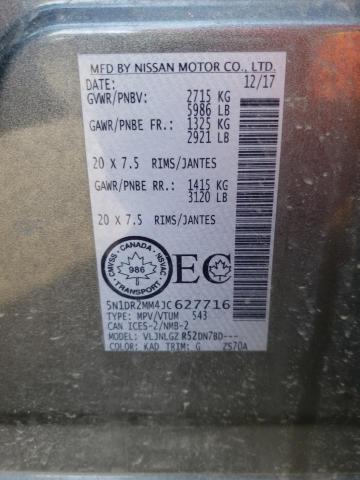 MFD BY NISSAN MOTOR CO., LTD.
DATE: 12/17
GVWR/PNBV: 2715 KG
5986 LB
GAWR/PNBE FR.: 1325 KG
2921 LB
20 X 7.5 RIMS/JANTES
GAWR/PNBE RR.: 1415 KG
3120 LB
20 X 7.5 RIMS/JANTES
CANADA
CMVSS NSVAC
986
EC
5N1DR2MM4JC627716
TYPE: MPV/VTUM 543
CAN ICES-2/NMB-2
MODEL: VLJNLGZ R52DN7BD---
COLOR: KAD TRIM: G ZS70A